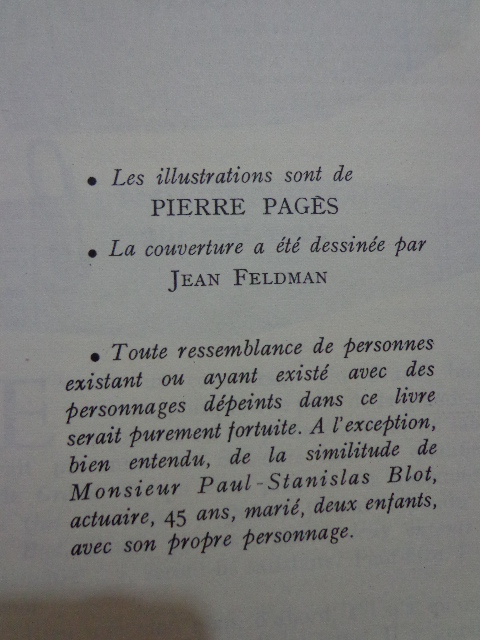 • Les illustrations sont de
PIERRE PAGÈS
• La couverture a été dessinée par
JEAN FELDMAN
• Toute ressemblance de personnes
existant ou ayant existé avec des
personnages dépeints dans ce livre
serait purement fortuite. A l'exception,
bien entendu, de la similitude de
Monsieur Paul-Stanislas Blot,
actuaire, 45 ans, marié, deux enfants,
avec son propre personnage.